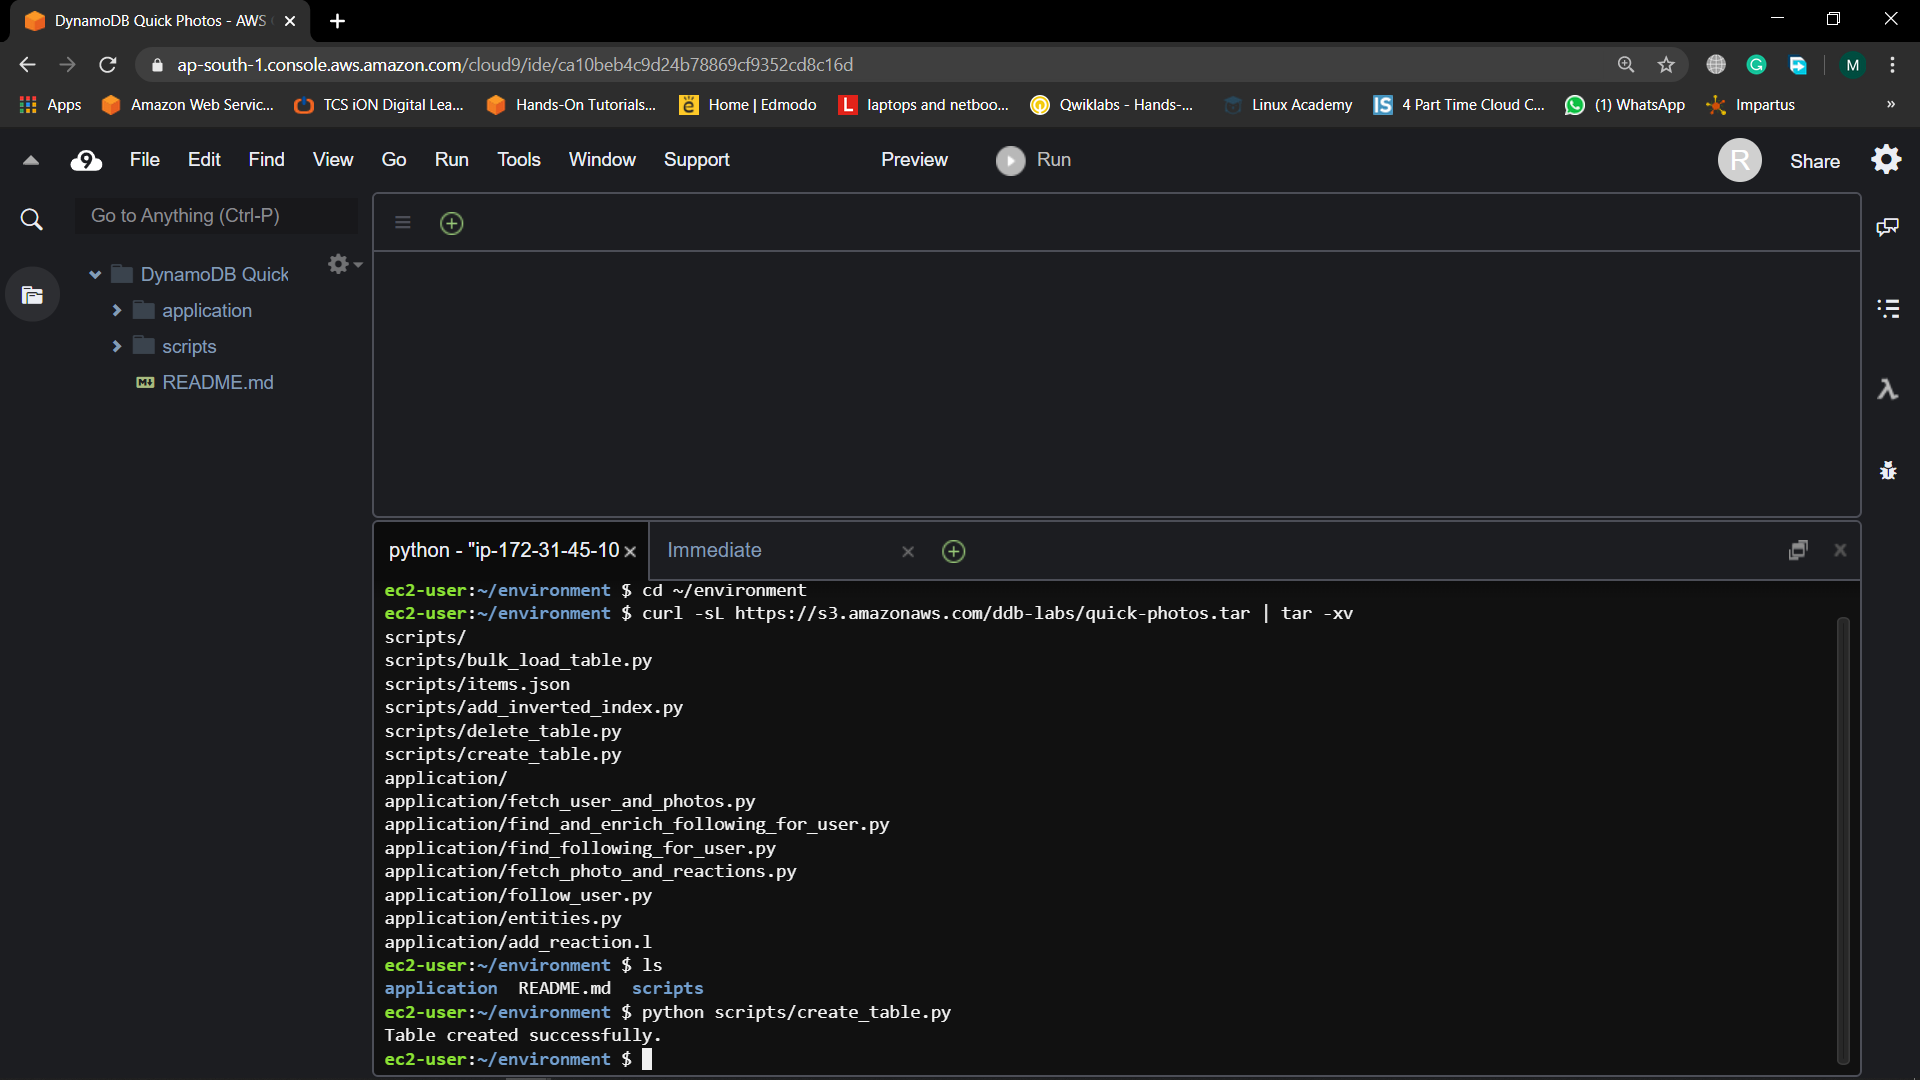 DynamoDB Quick Photos - AWS
ap-south-1.console.aws.amazon.com/cloud9/ide/ca10beb4c9d24b78869cf9352cd8c16d
M
Apps Amazon Web Servic... TCS iON Digital Lea... Hands-On Tutorials... Home | Edmodo laptops and netboo... Qwiklabs - Hands-... Linux Academy 4 Part Time Cloud C... (1) WhatsApp Impartus »
9 File Edit Find View Go Run Tools Window Support Preview Run R Share
Go to Anything (Ctrl-P)
DynamoDB Quick
application
scripts
README.md
python - "ip-172-31-45-10 Immediate
ec2-user:~/environment $ cd ~/environment
ec2-user:~/environment $ curl -sL https://s3.amazonaws.com/ddb-labs/quick-photos.tar | tar -xv
scripts/
scripts/bulk_load_table.py
scripts/items.json
scripts/add_inverted_index.py
scripts/delete_table.py
scripts/create_table.py
application/
application/fetch_user_and_photos.py
application/find_and_enrich_following_for_user.py
application/find_following_for_user.py
application/fetch_photo_and_reactions.py
application/follow_user.py
application/entities.py
application/add_reaction.l
ec2-user:~/environment $ ls
application README.md scripts
ec2-user:~/environment $ python scripts/create_table.py
Table created successfully.
ec2-user:~/environment $